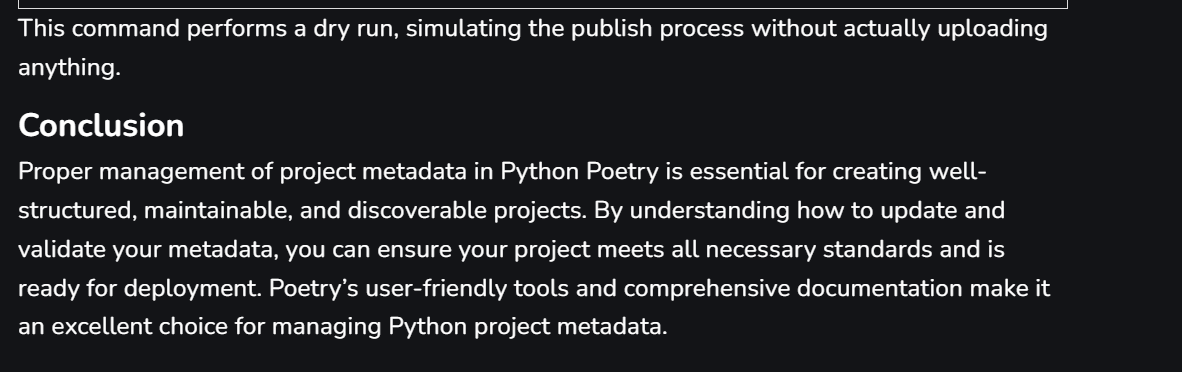 This command performs a dry run, simulating the publish process without actually uploading
anything.
Conclusion
Proper management of project metadata in Python Poetry is essential for creating well-
structured, maintainable, and discoverable projects. By understanding how to update and
validate your metadata, you can ensure your project meets all necessary standards and is
ready for deployment. Poetry’s user-friendly tools and comprehensive documentation make it
an excellent choice for managing Python project metadata.